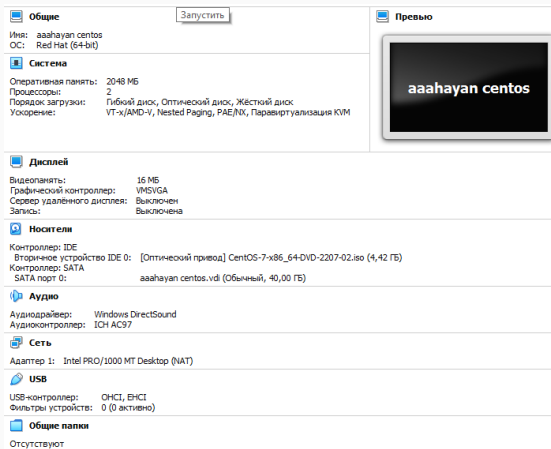 Общие
Запустить
Превью
Имя: aaahayan centos
ОС: Red Hat (64-bit)
aaahayan centos
Система
Оперативная память: 2048 МБ
Процессоры: 2
Порядок загрузки: Гибкий диск, Оптический диск, Жёсткий диск
Ускорение: VT-x/AMD-V, Nested Paging, PAE/NX, Паравиртуализация KVM
Дисплей
Видеопамять: 16 МБ
Графический контроллер: VMSVGA
Сервер удалённого дисплея: Выключен
Запись: Выключена
Носители
Контроллер: IDE
Вторичное устройство IDE 0: [Оптический привод] CentOS-7-x86_64-DVD-2207-02.iso (4,42 ГБ)
Контроллер: SATA
SATA порт 0: aaahayan centos.vdi (Обычный, 40,00 ГБ)
Аудио
Аудиодрайвер: Windows DirectSound
Аудиоконтроллер: ICH AC97
Сеть
Адаптер 1: Intel PRO/1000 MT Desktop (NAT)
USB
USB-контроллер: OHCI, EHCI
Фильтры устройств: 0 (0 активно)
Общие папки
Отсутствуют